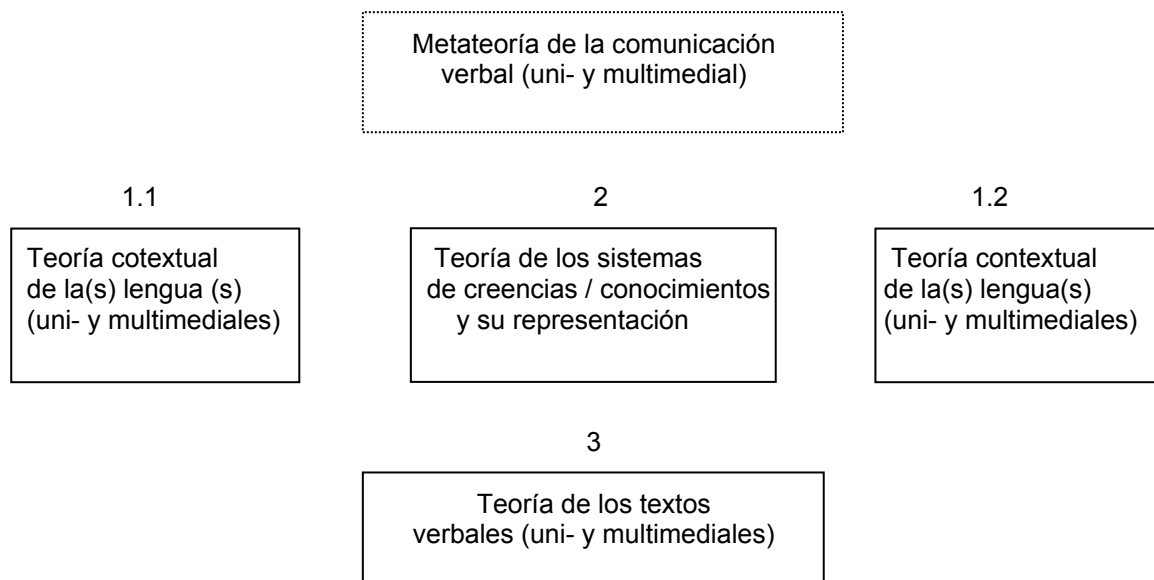 Metateoría de la comunicación
verbal (uni- y multimedial)
1.1
2
1.2
Teoría cotextual
de la(s) lengua (s)
(uni- y multimediales)
Teoría de los sistemas
de creencias / conocimientos
y su representación
Teoría contextual
de la(s) lengua(s)
(uni- y multimediales)
3
Teoría de los textos
verbales (uni- y multimediales)